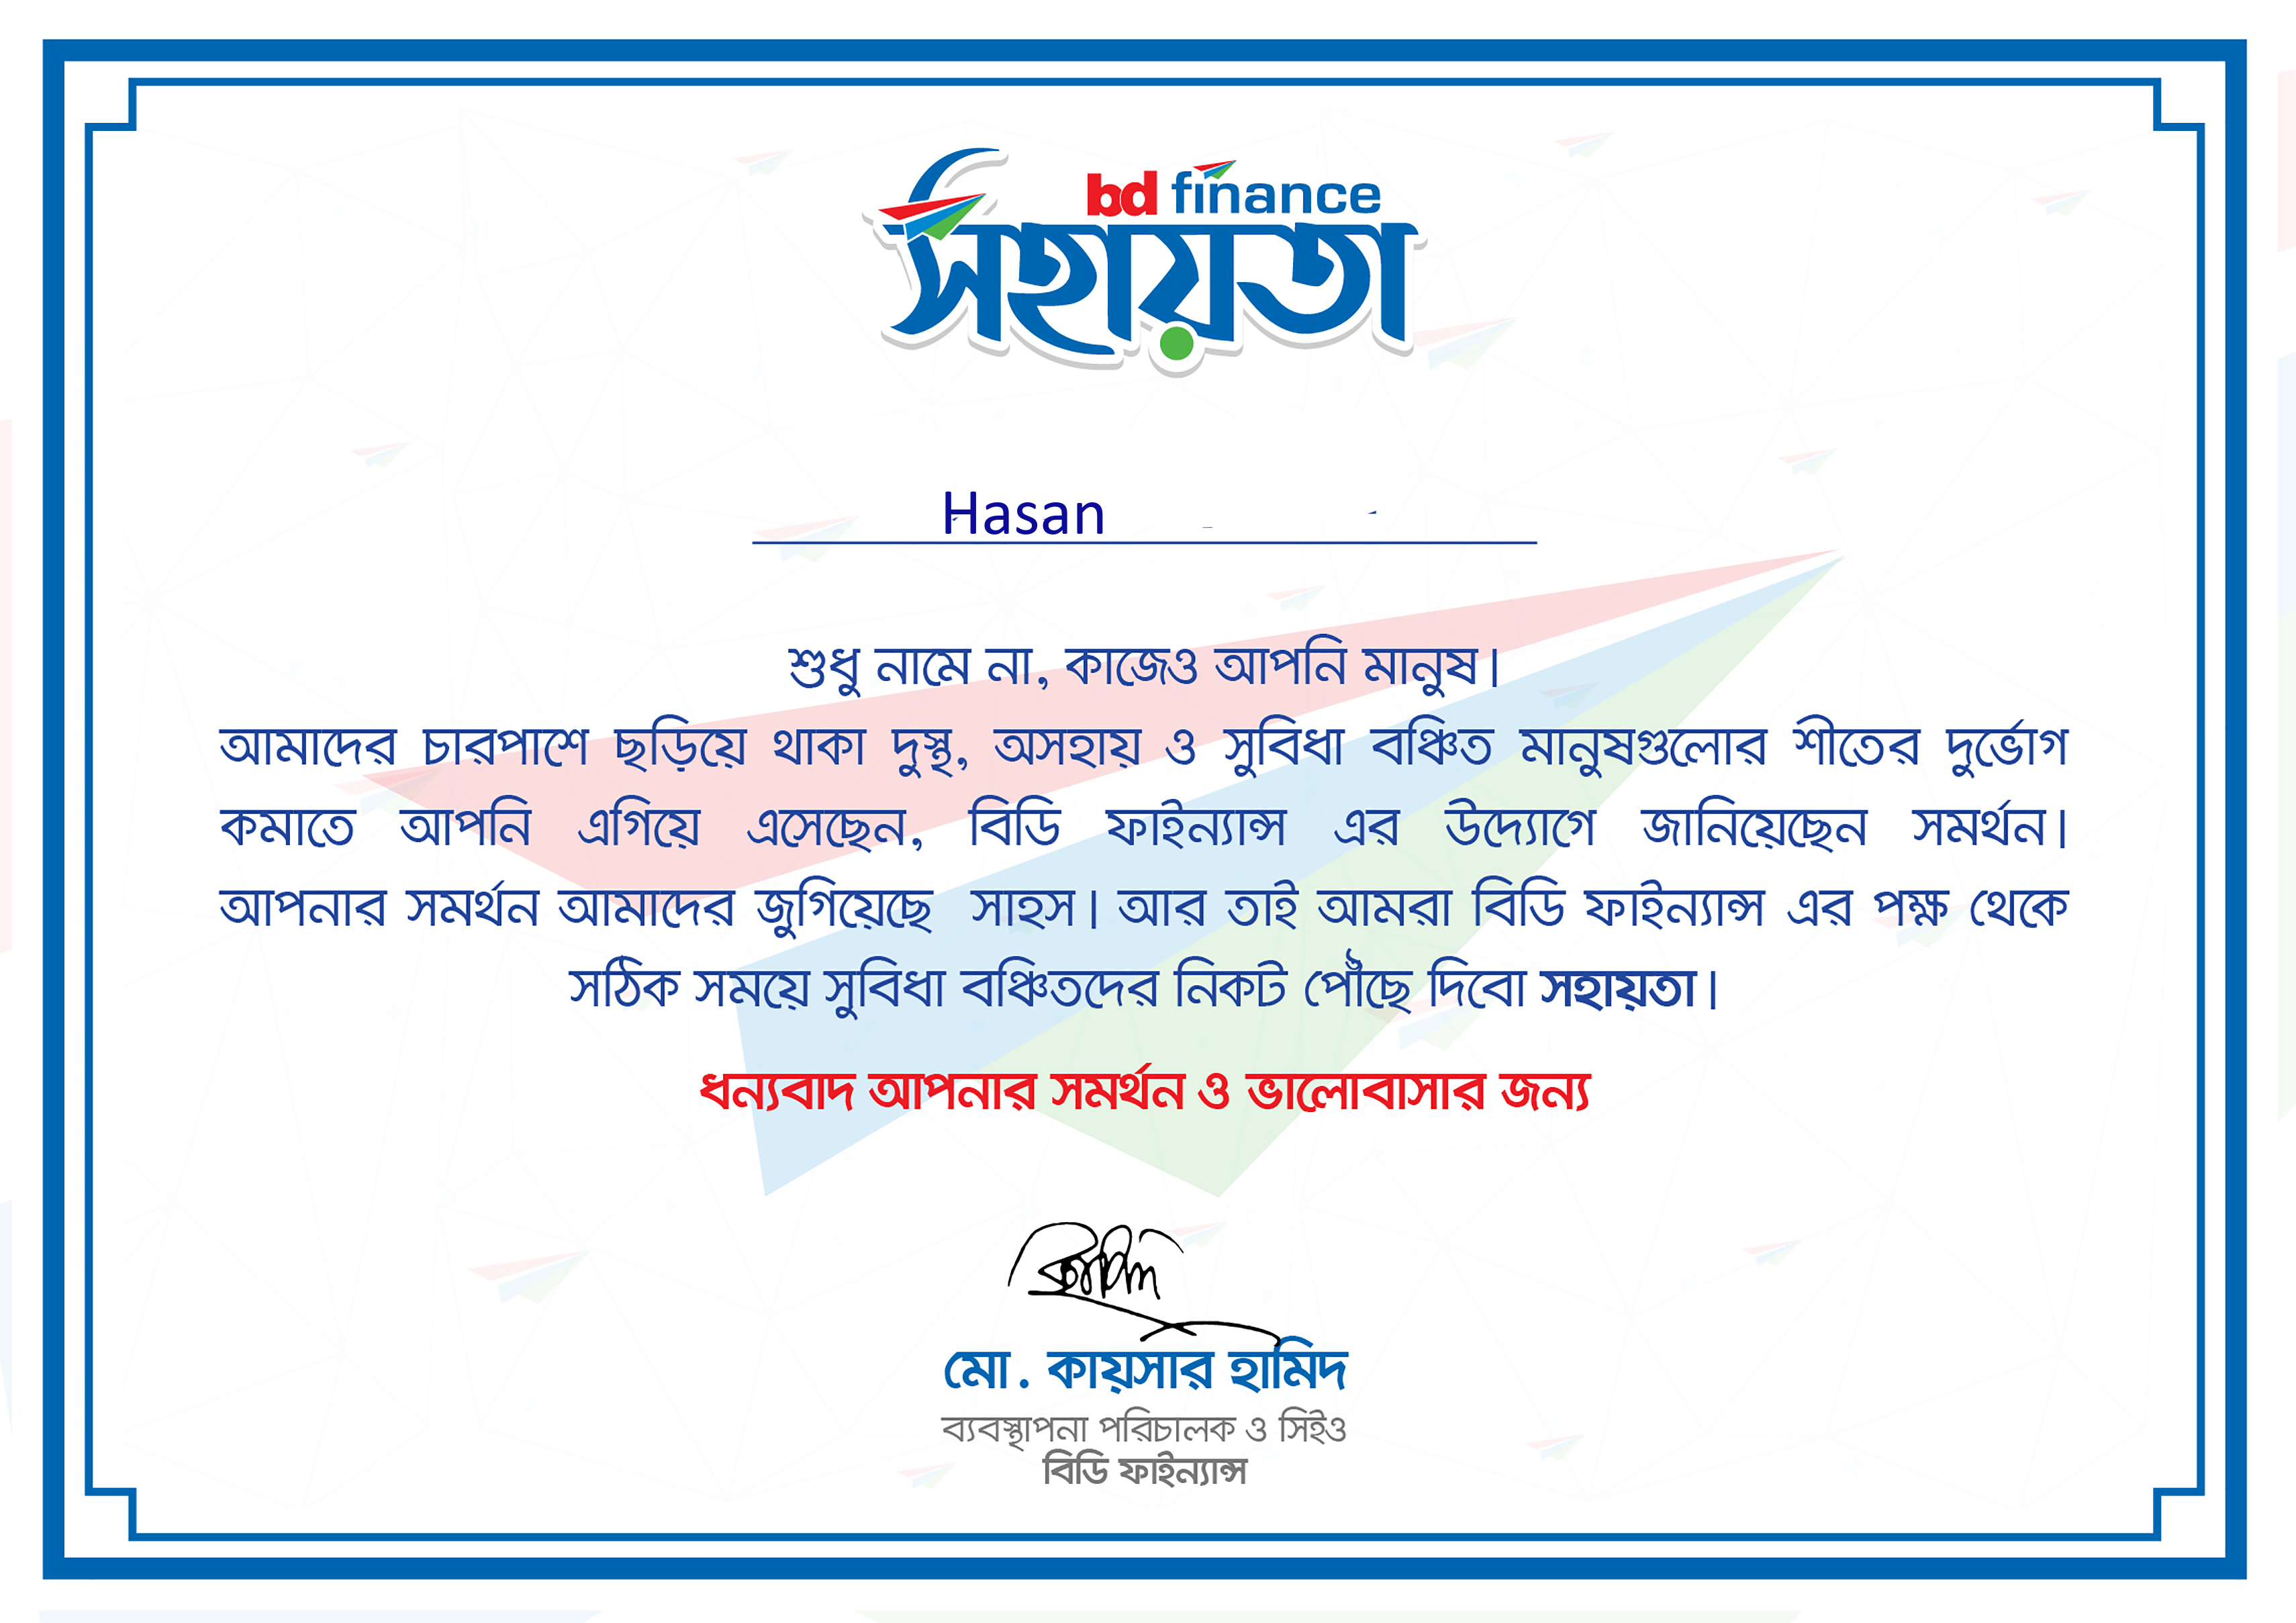 bd finance
সহায়তা
Hasan
শুধু নামে না, কাজেও আপনি মানুষ।
আমাদের চারপাশে ছড়িয়ে থাকা দুস্থ, অসহায় ও সুবিধা বঞ্চিত মানুষগুলোর শীতের দুর্ভোগ
কমাতে আপনি এগিয়ে এসেছেন, বিডি ফাইন্যান্স এর উদ্যোগে জানিয়েছেন সমর্থন।
আপনার সমর্থন আমাদের জুগিয়েছে সাহস। আর তাই আমরা বিডি ফাইন্যান্স এর পক্ষ থেকে
সঠিক সময়ে সুবিধা বঞ্চিতদের নিকট পৌঁছে দিবো সহায়তা।
ধন্যবাদ আপনার সমর্থন ও ভালোবাসার জন্য
মো. কায়সার হামিদ
ব্যবস্থাপনা পরিচালক ও সিইও
বিডি ফাইন্যান্স